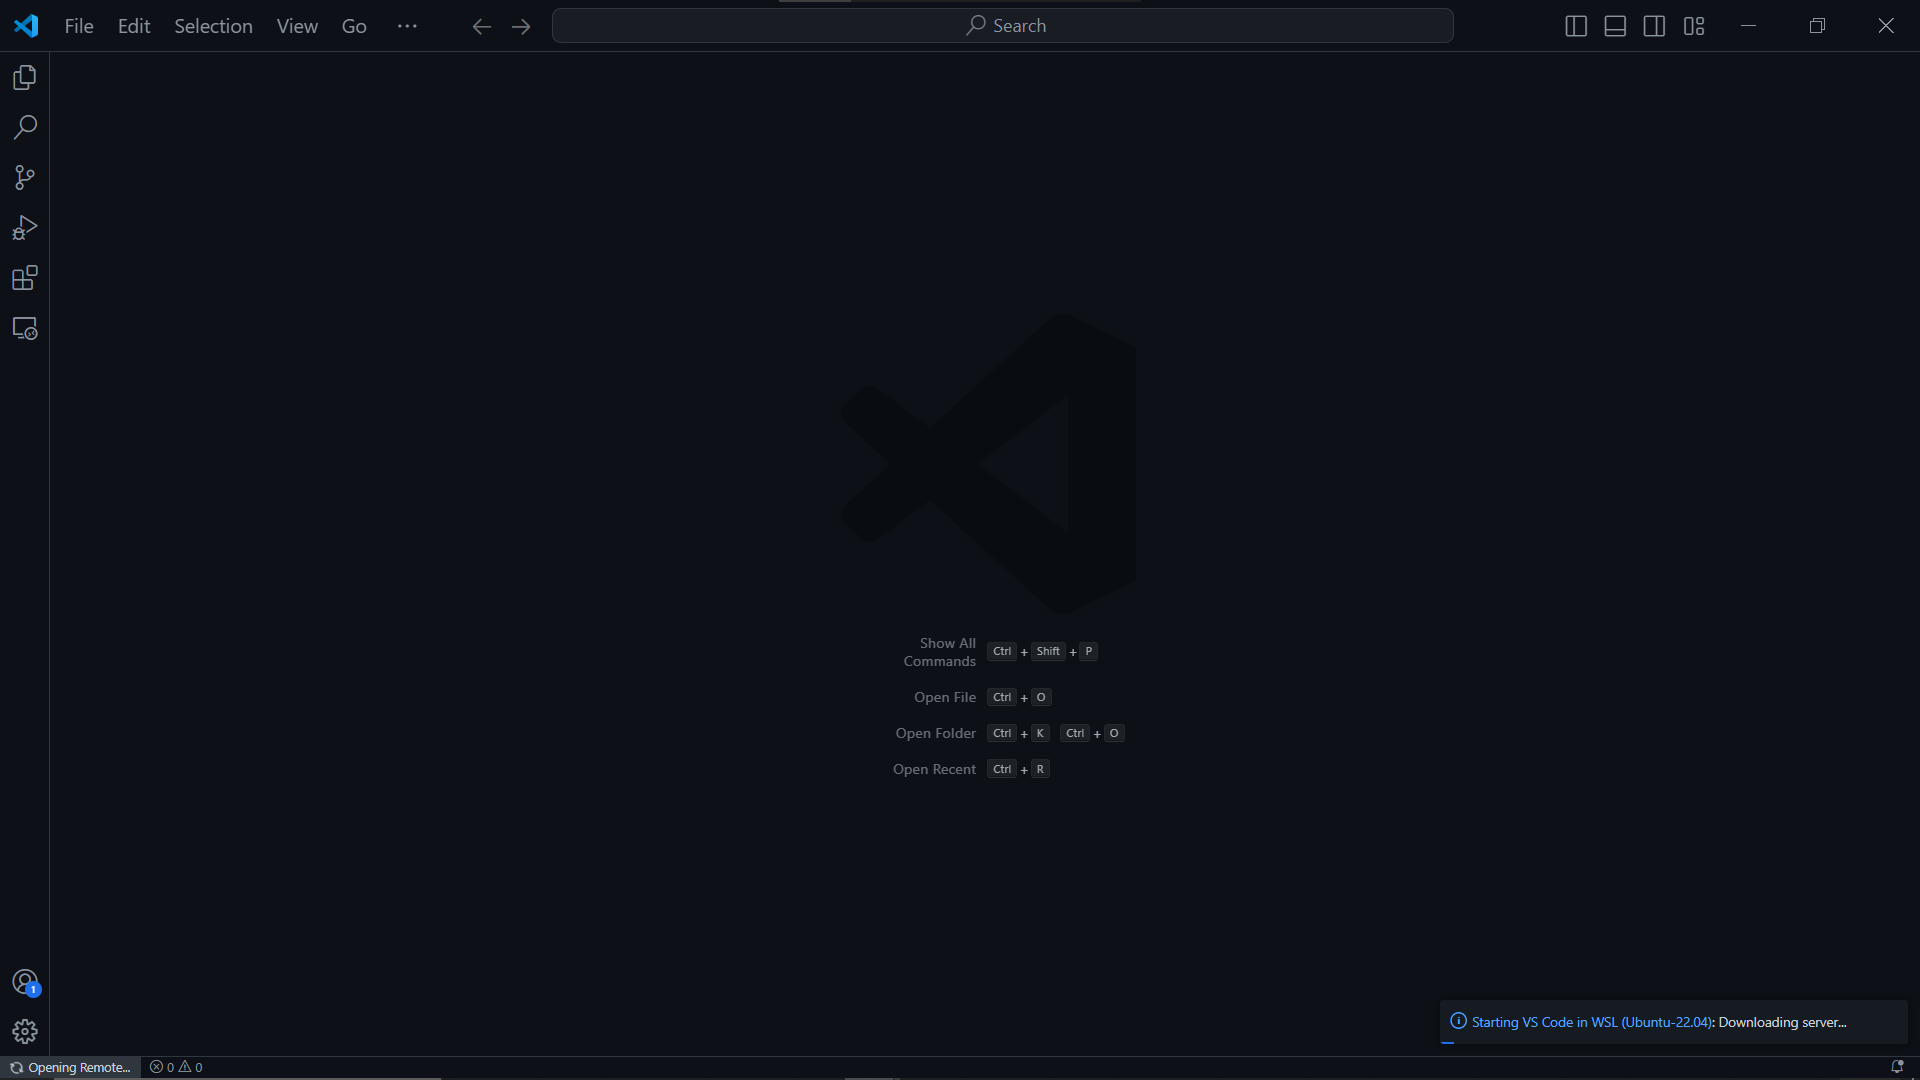 File Edit Selection View Go ···
Search
Show All Commands Ctrl + Shift + P
Open File Ctrl + O
Open Folder Ctrl + K Ctrl + O
Open Recent Ctrl + R
1
Starting VS Code in WSL (Ubuntu-22.04): Downloading server...
Opening Remote... 0 0